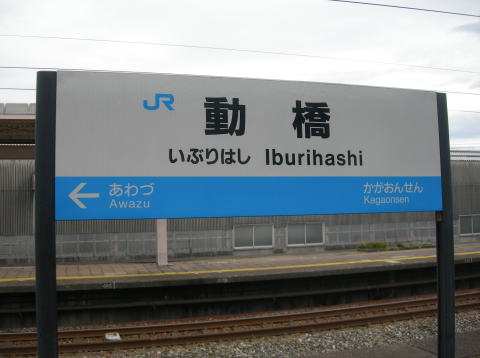 JR 動橋
いぶりはし Iburihashi
← あわづ かがおんせん
Awazu Kagaonsen